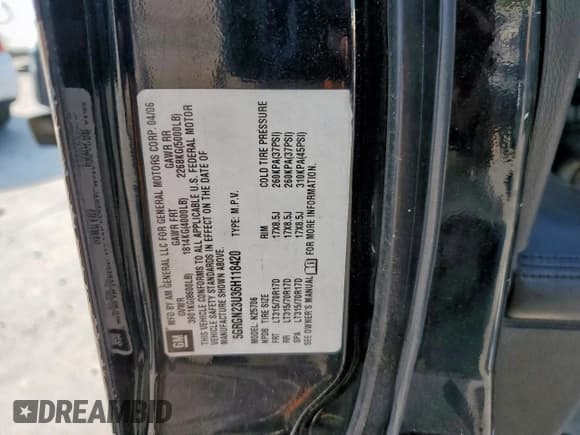 GM
MFD BY AM GENERAL LLC FOR GENERAL MOTORS CORP. 04/06
GVWR GAWR FRT GAWR RR
3901KG(8600LB) 1814KG(4000LB) 2268KG(5000LB)
THIS VEHICLE CONFORMS TO ALL APPLICABLE U.S. FEDERAL MOTOR
VEHICLE SAFETY STANDARDS IN EFFECT ON THE DATE OF
MANUFACTURE SHOWN ABOVE.
5GRGN23U36H118420 TYPE: M.P.V.
MODEL: N25706
NPD8 TIRE SIZE RIM COLD TIRE PRESSURE
FRT LT315/70R17D 17X8.5J 260KPA(37PSI)
RR LT315/70R17D 17X8.5J 260KPA(37PSI)
SPA LT315/70R17D 17X8.5J 310KPA(45PSI)
SEE OWNER'S MANUAL FOR MORE INFORMATION.
DREAMBID